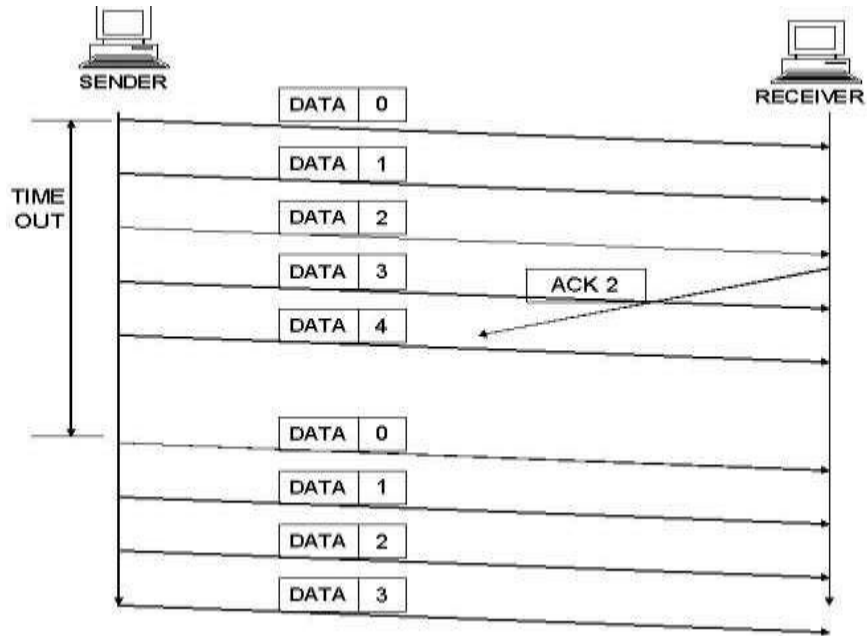 SENDER
RECEIVER
DATA 0
DATA 1
TIME
OUT
DATA 2
DATA 3
ACK 2
DATA 4
DATA 0
DATA 1
DATA 2
DATA 3